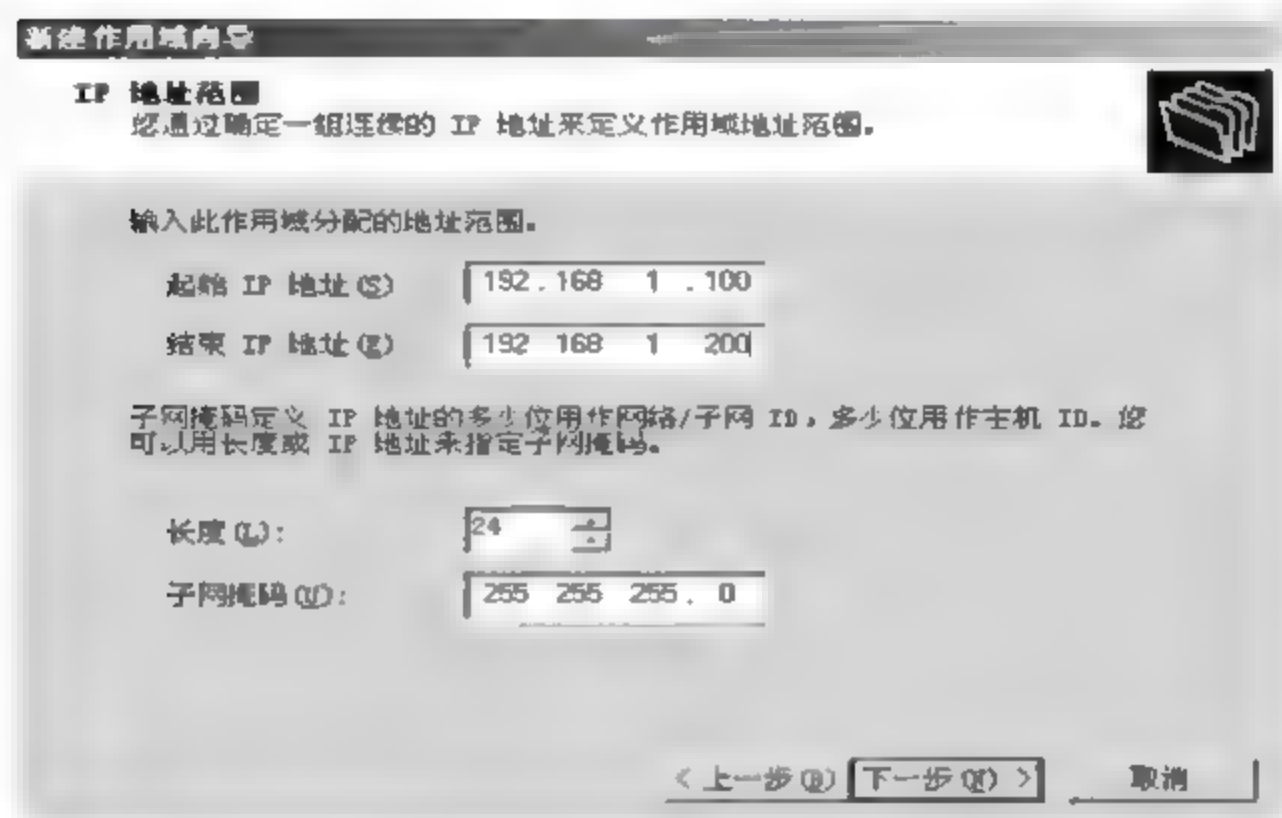 新建作用域向导
IP 地址范围
您通过确定一组连续的 IP 地址来定义作用域地址范围。
输入此作用域分配的地址范围。
起始 IP 地址(S) 192.168 1 .100
结束 IP 地址(E) 192 168 1 200
子网掩码定义 IP 地址的多少位用作网络/子网 ID,多少位用作主机 ID。您
可以用长度或 IP 地址来指定子网掩码。
长度(L): 24
子网掩码(U): 255 255 255. 0
< 上一步(B) 下一步(N) > 取消